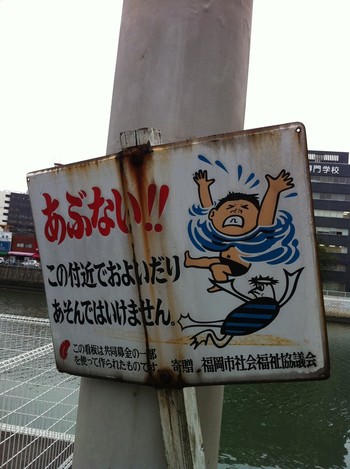 専門学校
あぶない!!
この付近でおよいだり
あそんではいけません。
この看板は共同募金の一部
を使って作られたものです
寄贈 福岡市社会福祉協議会